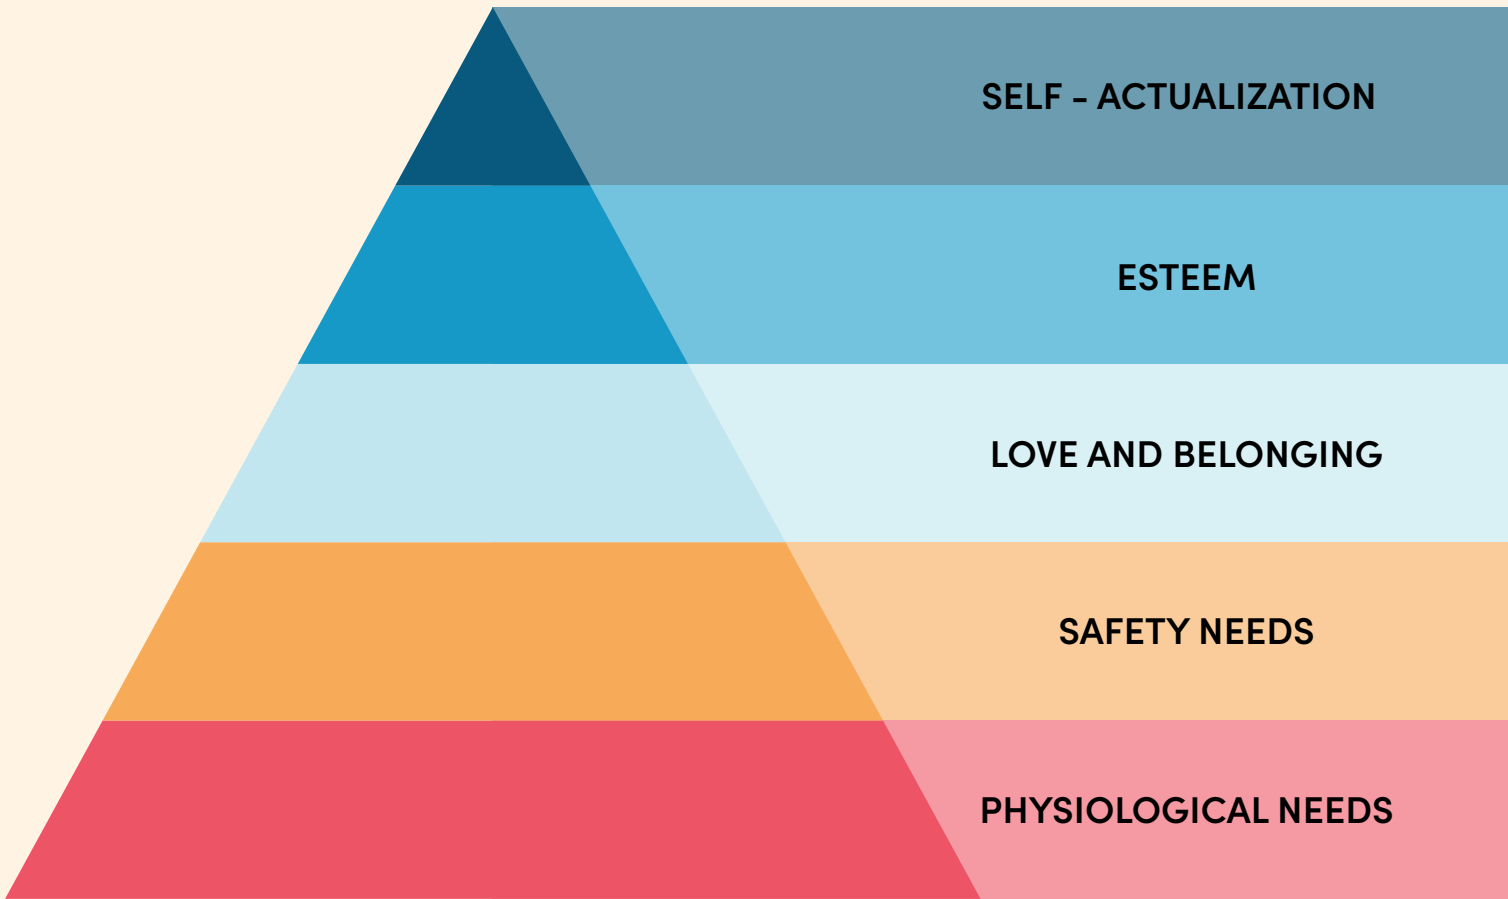 SELF - ACTUALIZATION
ESTEEM
LOVE AND BELONGING
SAFETY NEEDS
PHYSIOLOGICAL NEEDS